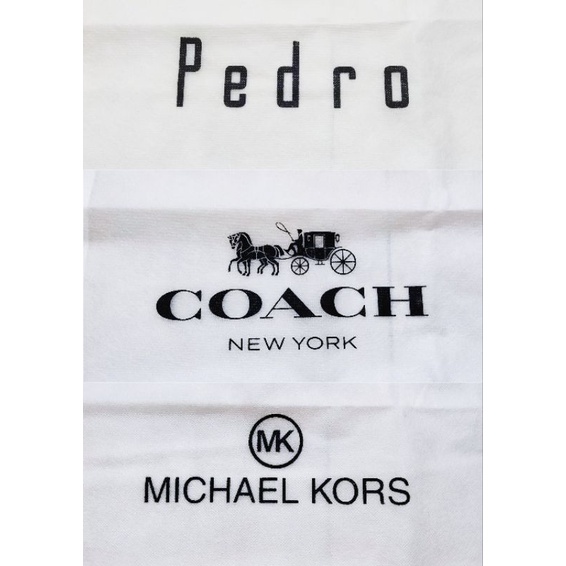 Pedro
COACH
NEW YORK
MK
MICHAEL KORS